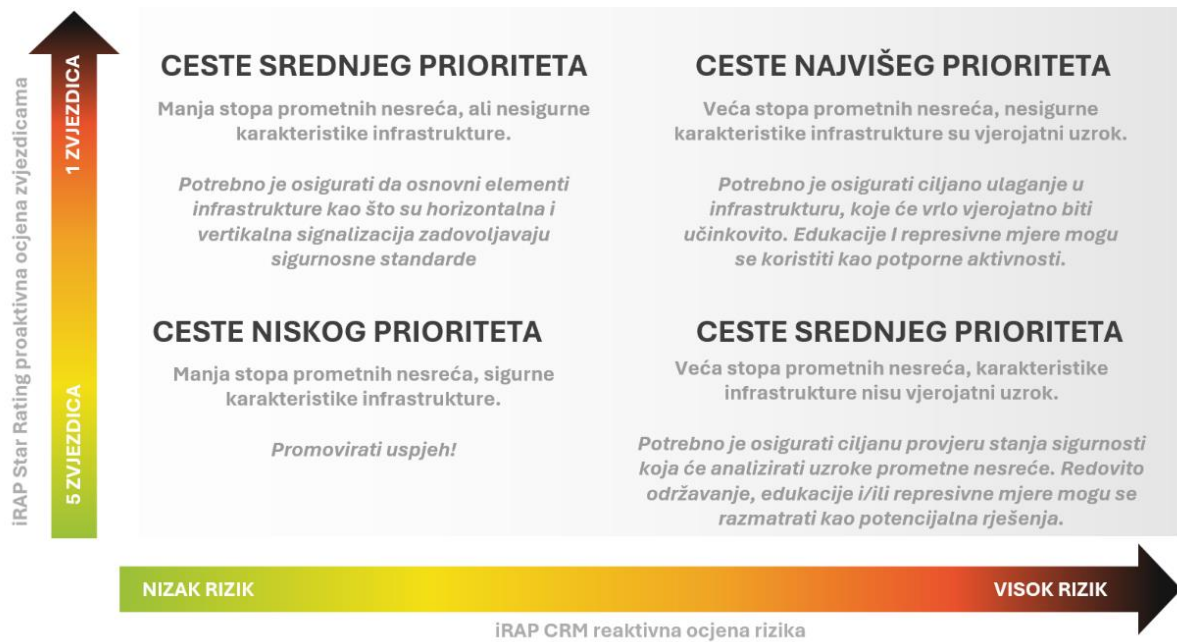 iRAP Star Rating proaktivna ocjena zvjezdicama
1 ZVJEZDICA
5 ZVJEZDICA
CESTE SREDNJEG PRIORITETA
Manja stopa prometnih nesreća, ali nesigurne
karakteristike infrastrukture.
Potrebno je osigurati da osnovni elementi
infrastrukture kao što su horizontalna i
vertikalna signalizacija zadovoljavaju
sigurnosne standarde
CESTE NAJVIŠEG PRIORITETA
Veća stopa prometnih nesreća, nesigurne
karakteristike infrastrukture su vjerojatni uzrok.
Potrebno je osigurati ciljano ulaganje u
infrastrukturu, koje će vrlo vjerojatno biti
učinkovito. Edukacije I represivne mjere mogu
se koristiti kao potporne aktivnosti.
CESTE NISKOG PRIORITETA
Manja stopa prometnih nesreća, sigurne
karakteristike infrastrukture.
Promovirati uspjeh!
CESTE SREDNJEG PRIORITETA
Veća stopa prometnih nesreća, karakteristike
infrastrukture nisu vjerojatni uzrok.
Potrebno je osigurati ciljanu provjeru stanja sigurnosti
koja će analizirati uzroke prometne nesreće. Redovito
održavanje, edukacije i/ili represivne mjere mogu se
razmatrati kao potencijalna rješenja.
NIZAK RIZIK
VISOK RIZIK
iRAP CRM reaktivna ocjena rizika